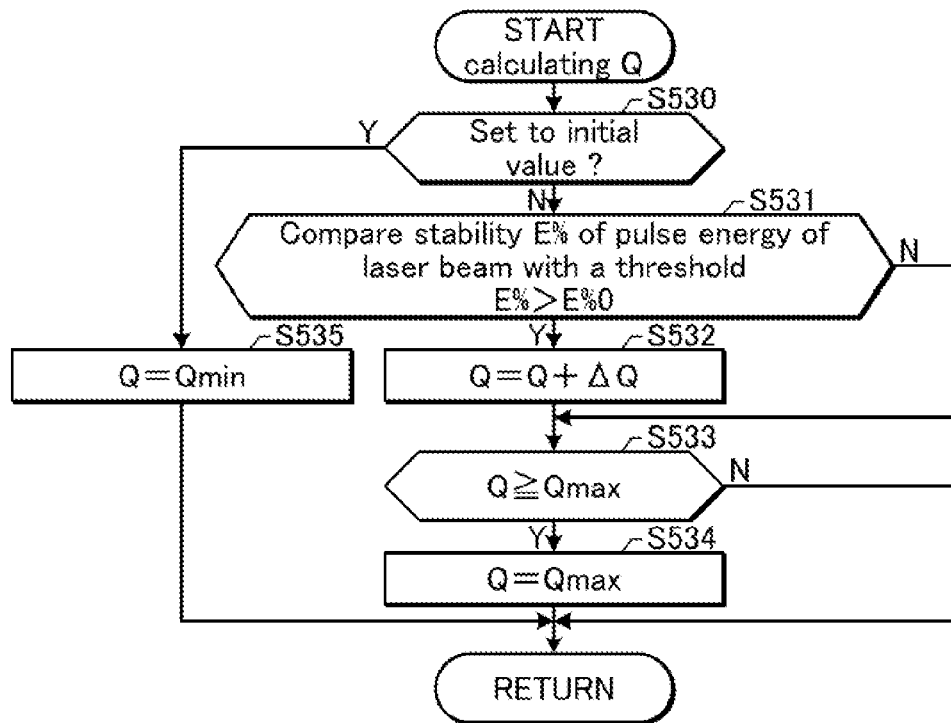 START
calculating Q
S530
Y
Set to initial
value ?
N
S531
Compare stability E% of pulse energy of
laser beam with a threshold
E%>E%0
N
Y
S535
S532
Q=Qmin
Q=Q+ΔQ
S533
Q≧Qmax
N
Y
S534
Q=Qmax
RETURN